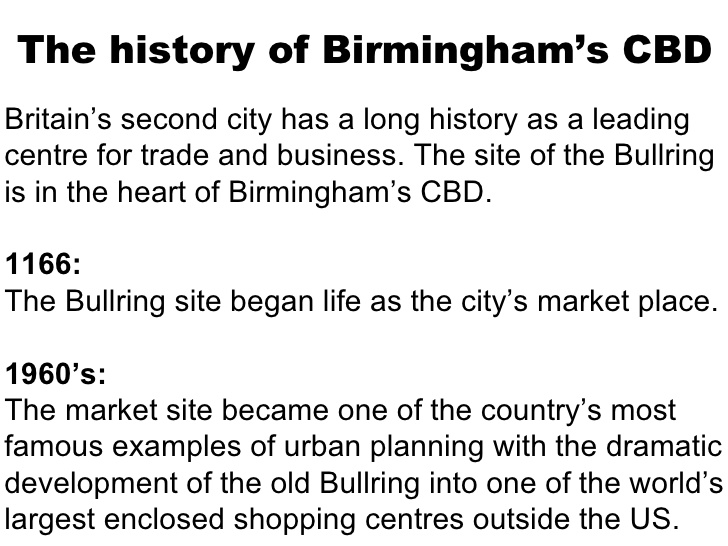 The history of Birmingham’s CBD
Britain’s second city has a long history as a leading
centre for trade and business. The site of the Bullring
is in the heart of Birmingham’s CBD.
1166:
The Bullring site began life as the city’s market place.
1960’s:
The market site became one of the country’s most
famous examples of urban planning with the dramatic
development of the old Bullring into one of the world’s
largest enclosed shopping centres outside the US.